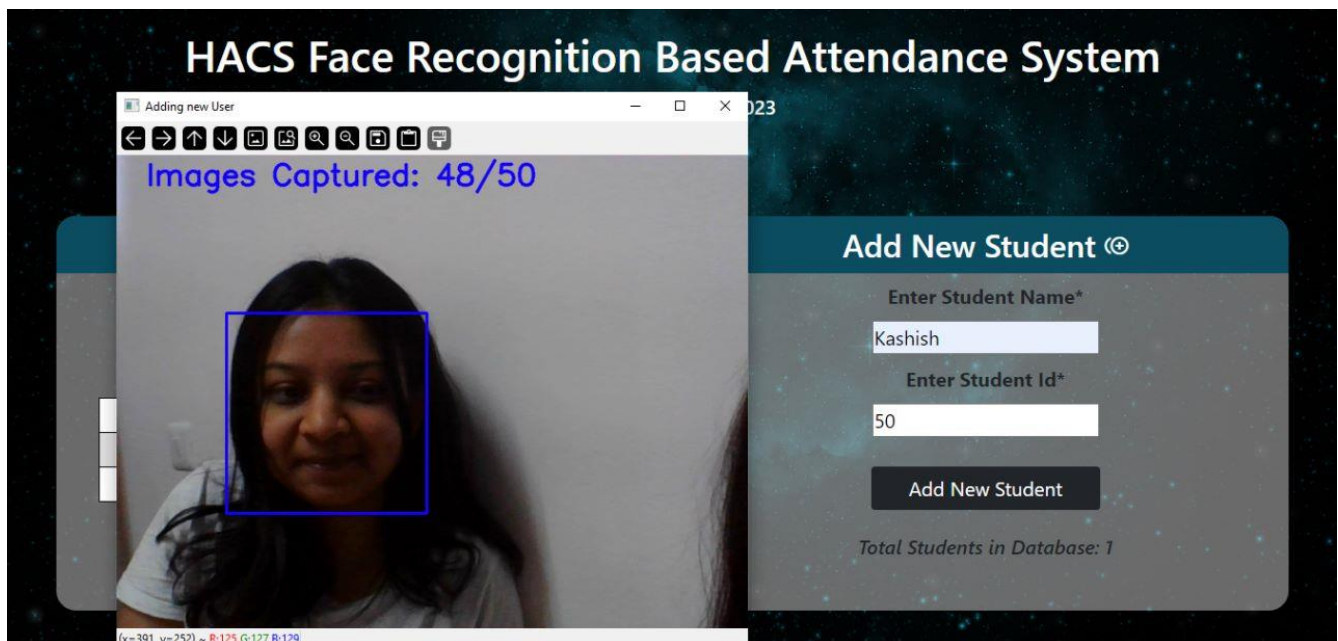 HACS Face Recognition Based Attendance System
Adding new User
023
Images Captured: 48/50
Add New Student
Enter Student Name*
Kashish
Enter Student Id*
50
Add New Student
Total Students in Database: 1
(x=391, y=252) ~ R:125 G:127 B:129